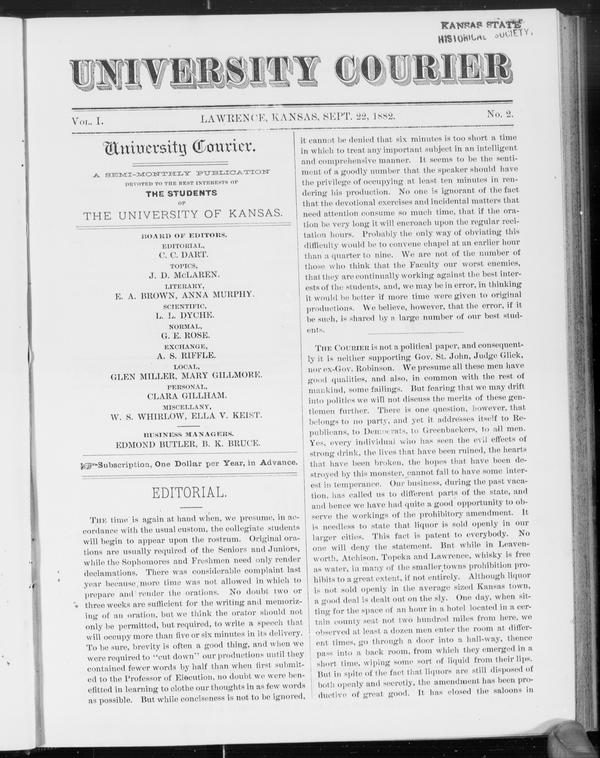 KANSAS STATE
HISTORICAL SOCIETY.
UNIVERSITY COURIER
VOL. I.
LAWRENCE, KANSAS, SEPT. 22, 1882.
No. 2.
University Courier.
A SEMI-MONTHLY PUBLICATION
DEVOTED TO THE BEST INTERESTS OF
THE STUDENTS
OF
THE UNIVERSITY OF KANSAS.
BOARD OF EDITORS.
EDITORIAL,
C. C. DART.
TOPICS,
J. D. McLAREN.
LITERARY,
E. A. BROWN, ANNA MURPHY.
SCIENTIFIC,
L. L. DYCHE.
NORMAL,
G. E. ROSE.
EXCHANGE,
A. S. RIFFLE.
LOCAL,
GLEN MILLER, MARY GILLMORE.
PERSONAL,
CLARA GILLHAM.
MISCELLANY,
W. S. WHIRLOW, ELLA V. KEIST.
BUSINESS MANAGERS.
EDMOND BUTLER, B. K. BRUCE.
☞Subscription, One Dollar per Year, in Advance.
EDITORIAL.
THE time is again at hand when, we presume, in ac-
cordance with the usual custom, the collegiate students
will begin to appear upon the rostrum. Original ora-
tions are usually required of the Seniors and Juniors,
while the Sophomores and Freshmen need only render
declamations. There was considerable complaint last
year because more time was not allowed in which to
prepare and render the orations. No doubt two or
three weeks are sufficient for the writing and memoriz-
ing of an oration, but we think the orator should not
only be permitted, but required, to write a speech that
will occupy more than five or six minutes in its delivery.
To be sure, brevity is often a good thing, and when we
were required to "cut down" our productions until they
contained fewer words by half than when first submit-
ted to the Professor of Elocution, no doubt we were ben-
efitted in learning to clothe our thoughts in as few words
as possible. But while conciseness is not to be ignored,
it cannot be denied that six minutes is too short a time
in which to treat any important subject in an intelligent
and comprehensive manner. It seems to be the senti-
ment of a goodly number that the speaker should have
the privilege of occupying at least ten minutes in ren-
dering his production. No one is ignorant of the fact
that the devotional exercises and incidental matters that
need attention consume so much time, that if the ora-
tion be very long it will encroach upon the regular reci-
tation hours. Probably the only way of obviating this
difficulty would be to convene chapel at an earlier hour
than a quarter to nine. We are not of the number of
those who think that the Faculty our worst enemies,
that they are continually working against the best inter-
ests of the students, and, we may be in error, in thinking
it would be better if more time were given to original
productions. We believe, however, that the error, if it
be such, is shared by a large number of our best stud-
ents.
THE COURIER is not a political paper, and consequent-
ly it is neither supporting Gov. St. John, Judge Glick,
nor ex-Gov. Robinson. We presume all these men have
good qualities, and also, in common with the rest of
mankind, some failings. But fearing that we may drift
into politics we will not discuss the merits of these gen-
tlemen further. There is one question, however, that
belongs to no party, and yet it addresses itself to Re-
publicans, to Democrats, to Greenbackers, to all men.
Yes, every individual who has seen the evil effects of
strong drink, the lives that have been ruined, the hearts
that have been broken, the hopes that have been de-
stroyed by this monster, cannot fail to have some inter-
est in temperance. Our business, during the past vaca-
tion, has called us to different parts of the state, and
and hence we have had quite a good opportunity to ob-
serve the workings of the prohibitory amendment. It
is needless to state that liquor is sold openly in our
larger cities. This fact is patent to everybody. No
one will deny the statement. But while in Leaven-
worth, Atchison, Topeka and Lawrence, whisky is free
as water, in many of the smaller towns prohibition pro-
hibits to a great extent, if not entirely. Although liquor
is not sold openly in the average sized Kansas town,
a good deal is dealt out on the sly. One day, when sit-
ting for the space of an hour in a hotel located in a cer-
tain county seat not two hundred miles from here, we
observed at least a dozen men enter the room at differ-
ent times, go through a door into a hall-way, thence
pass into a back room, from which they emerged in a
short time, wiping some sort of liquid from their lips.
But in spite of the fact that liquors are still disposed of
both openly and secretly, the amendment has been pro-
ductive of great good. It has closed the saloons in